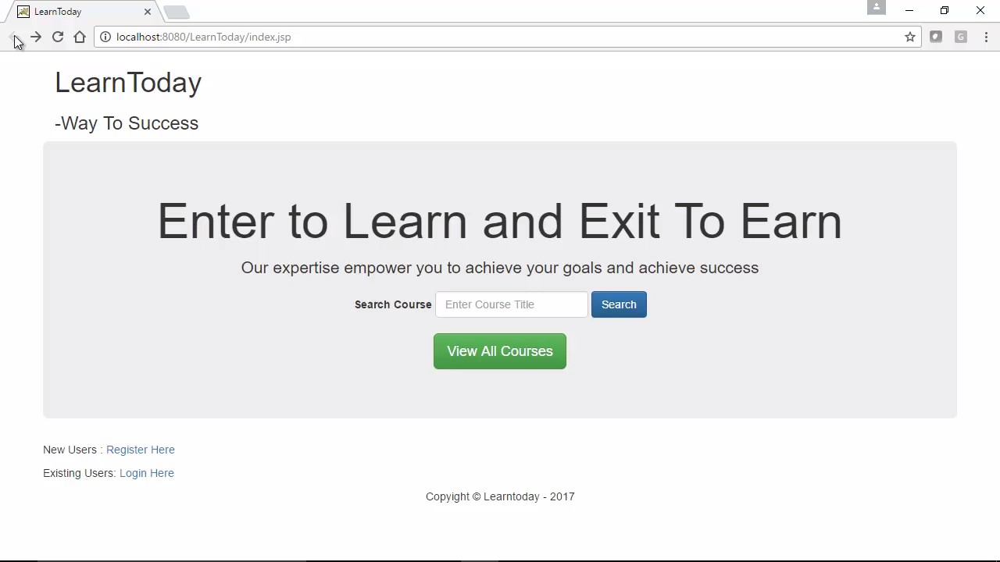 LearnToday
localhost:8080/LearnToday/index.jsp
G
LearnToday
-Way To Success
Enter to Learn and Exit To Earn
Our expertise empower you to achieve your goals and achieve success
Search Course Enter Course Title Search
View All Courses
New Users : Register Here
Existing Users: Login Here
Copyight © Learntoday - 2017